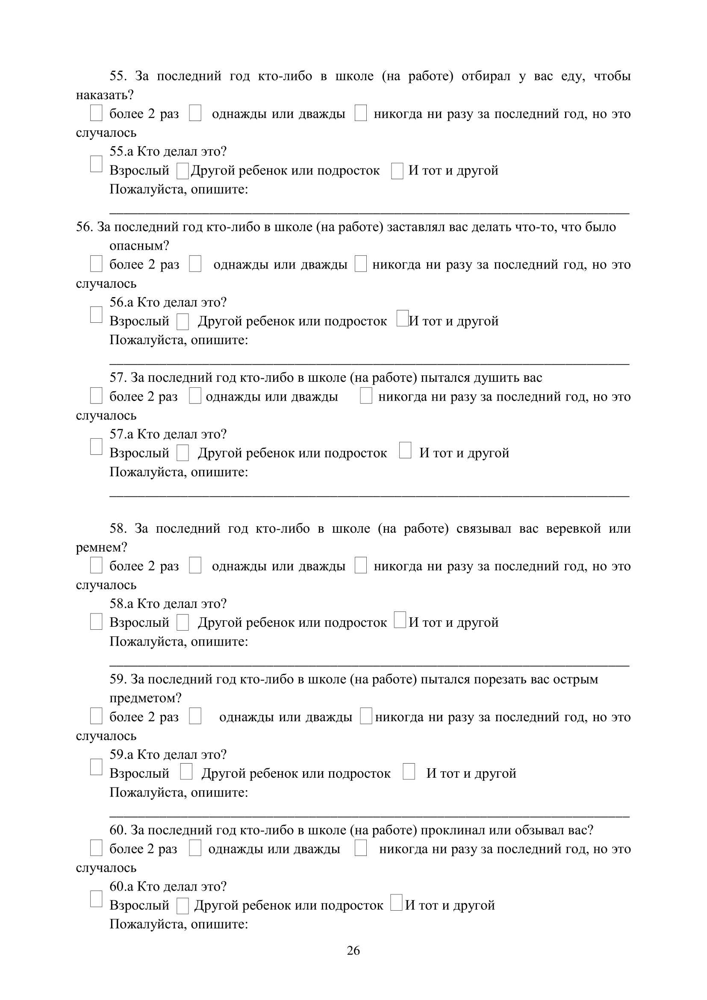 55. За последний год кто-либо в школе (на работе) отбирал у вас еду, чтобы
наказать?
более 2 раз однажды или дважды никогда ни разу за последний год, но это
случалось
55.а Кто делал это?
Взрослый Другой ребенок или подросток И тот и другой
Пожалуйста, опишите:
_________________________________________________________________________
56. За последний год кто-либо в школе (на работе) заставлял вас делать что-то, что было
опасным?
более 2 раз однажды или дважды никогда ни разу за последний год, но это
случалось
56.а Кто делал это?
Взрослый Другой ребенок или подросток И тот и другой
Пожалуйста, опишите:
_________________________________________________________________________
57. За последний год кто-либо в школе (на работе) пытался душить вас
более 2 раз однажды или дважды никогда ни разу за последний год, но это
случалось
57.а Кто делал это?
Взрослый Другой ребенок или подросток И тот и другой
Пожалуйста, опишите:
_________________________________________________________________________
58. За последний год кто-либо в школе (на работе) связывал вас веревкой или
ремнем?
более 2 раз однажды или дважды никогда ни разу за последний год, но это
случалось
58.а Кто делал это?
Взрослый Другой ребенок или подросток И тот и другой
Пожалуйста, опишите:
_________________________________________________________________________
59. За последний год кто-либо в школе (на работе) пытался порезать вас острым
предметом?
более 2 раз однажды или дважды никогда ни разу за последний год, но это
случалось
59.а Кто делал это?
Взрослый Другой ребенок или подросток И тот и другой
Пожалуйста, опишите:
_________________________________________________________________________
60. За последний год кто-либо в школе (на работе) проклинал или обзывал вас?
более 2 раз однажды или дважды никогда ни разу за последний год, но это
случалось
60.а Кто делал это?
Взрослый Другой ребенок или подросток И тот и другой
Пожалуйста, опишите:
26